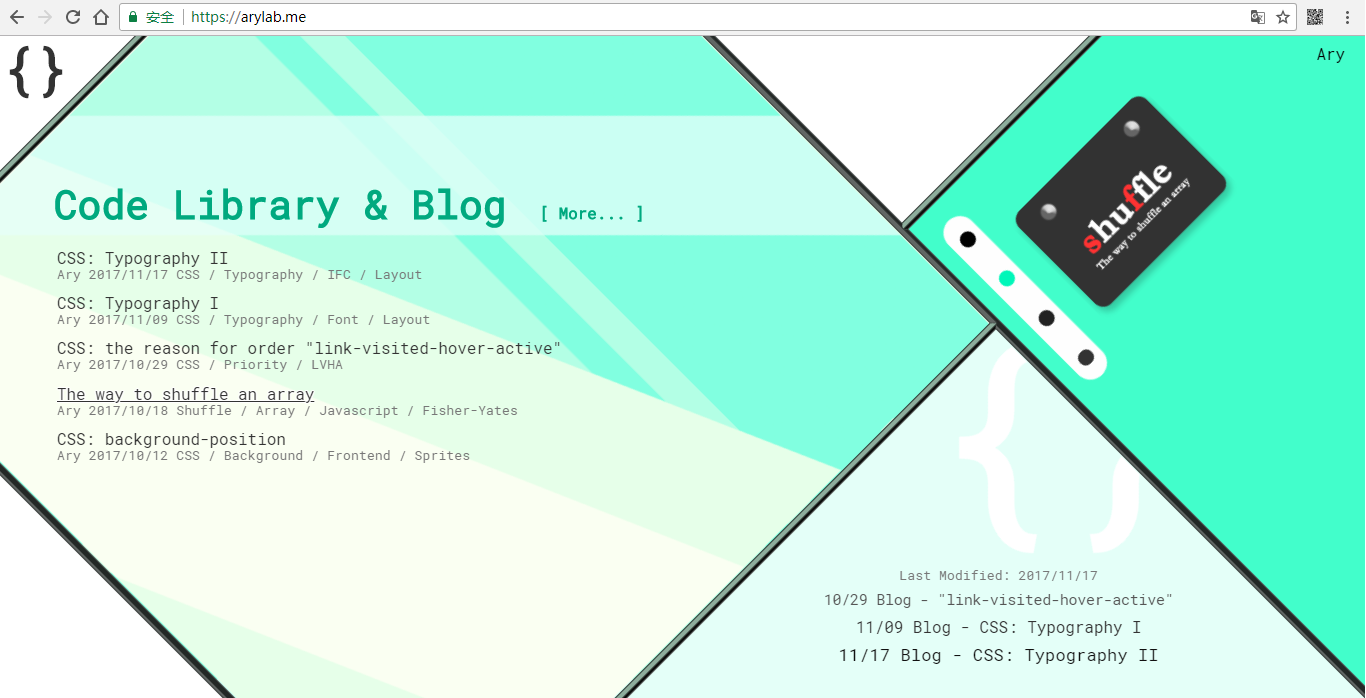 安全 https://arylab.me
{}
Ary
Code Library & Blog [ More... ]
CSS: Typography II
Ary 2017/11/17 CSS / Typography / IFC / Layout
CSS: Typography I
Ary 2017/11/09 CSS / Typography / Font / Layout
CSS: the reason for order "link-visited-hover-active"
Ary 2017/10/29 CSS / Priority / LVHA
The way to shuffle an array
Ary 2017/10/18 Shuffle / Array / Javascript / Fisher-Yates
CSS: background-position
Ary 2017/10/12 CSS / Background / Frontend / Sprites
shuffle
The way to shuffle an array
{}
Last Modified: 2017/11/17
10/29 Blog - "link-visited-hover-active"
11/09 Blog - CSS: Typography I
11/17 Blog - CSS: Typography II